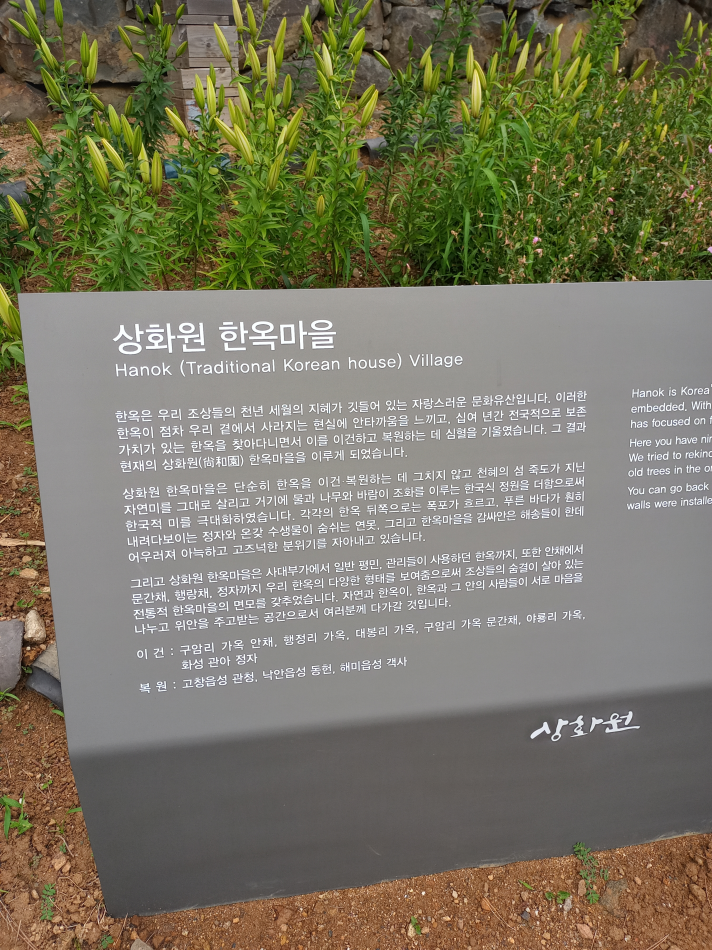 상화원 한옥마을
Hanok (Traditional Korean house) Village
한옥은 우리 조상들의 천년 세월의 지혜가 깃들어 있는 자랑스러운 문화유산입니다. 이러한
한옥이 점차 우리 곁에서 사라지는 현실에 안타까움을 느끼고, 십여 년간 전국적으로 보존
가치가 있는 한옥을 찾아다니면서 이를 이건하고 복원하는 데 심혈을 기울였습니다. 그 결과
현재의 상화원(尙和園) 한옥마을을 이루게 되었습니다.
상화원 한옥마을은 단순히 한옥을 이건·복원하는 데 그치지 않고 천혜의 섬 죽도가 지닌
자연미를 그대로 살리고 거기에 물과 나무와 바람이 조화를 이루는 한국식 정원을 더함으로써
한국적 미를 극대화하였습니다. 각각의 한옥 뒤쪽으로는 폭포가 흐르고, 푸른 바다가 훤히
내려다보이는 정자와 온갖 수생물이 숨쉬는 연못, 그리고 한옥마을을 감싸안은 해송들이 한데
어우러져 아늑하고 고즈넉한 분위기를 자아내고 있습니다.
그리고 상화원 한옥마을은 사대부가에서 일반 평민, 관리들이 사용하던 한옥까지, 또한 안채에서
문간채, 행랑채, 정자까지 우리 한옥의 다양한 형태를 보여줌으로써 조상들의 숨결이 살아 있는
전통적 한옥마을의 면모를 갖추었습니다. 자연과 한옥이, 한옥과 그 안의 사람들이 서로 마음을
나누고 위안을 주고받는 공간으로서 여러분께 다가갈 것입니다.
이 건 : 구암리 가옥 안채, 행정리 가옥, 대봉리 가옥, 구암리 가옥 문간채, 야룡리 가옥,
화성 관아 정자
복 원 : 고창읍성 관청, 낙안읍성 동헌, 해미읍성 객사
상화원
Hanok is Korea'
embedded. With
has focused on
Here you have
We tried to rekin
old trees in the
You can go back
walls were installe